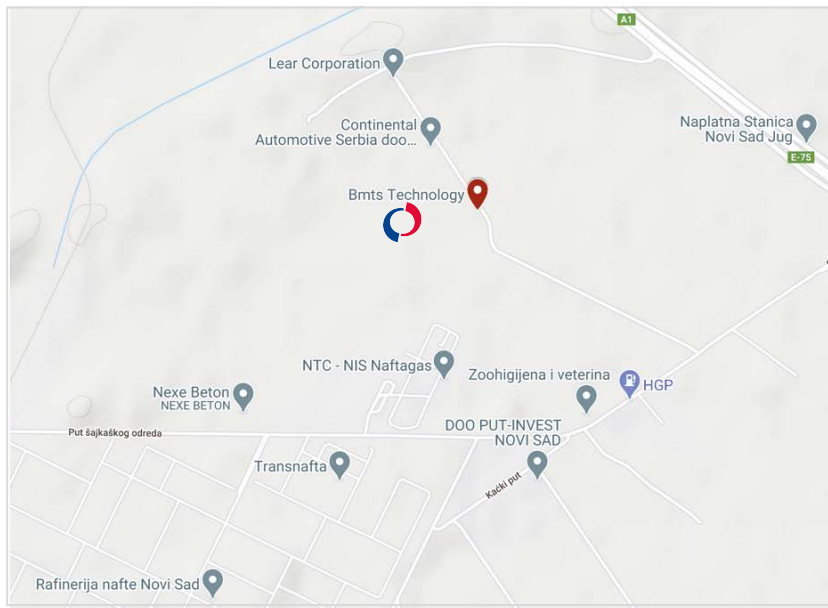 A1
Lear Corporation
Continental
Automotive Serbia doo...
Naplatna Stanica
Novi Sad Jug
E-75
Bmts Technology
NTC - NIS Naftagas
Zoohigijena i veterina
HGP
Nexe Beton
NEXE BETON
DOO PUT-INVEST
NOVI SAD
Put šajkaškog odreda
Transnafta
Kaćki put
Rafinerija nafte Novi Sad